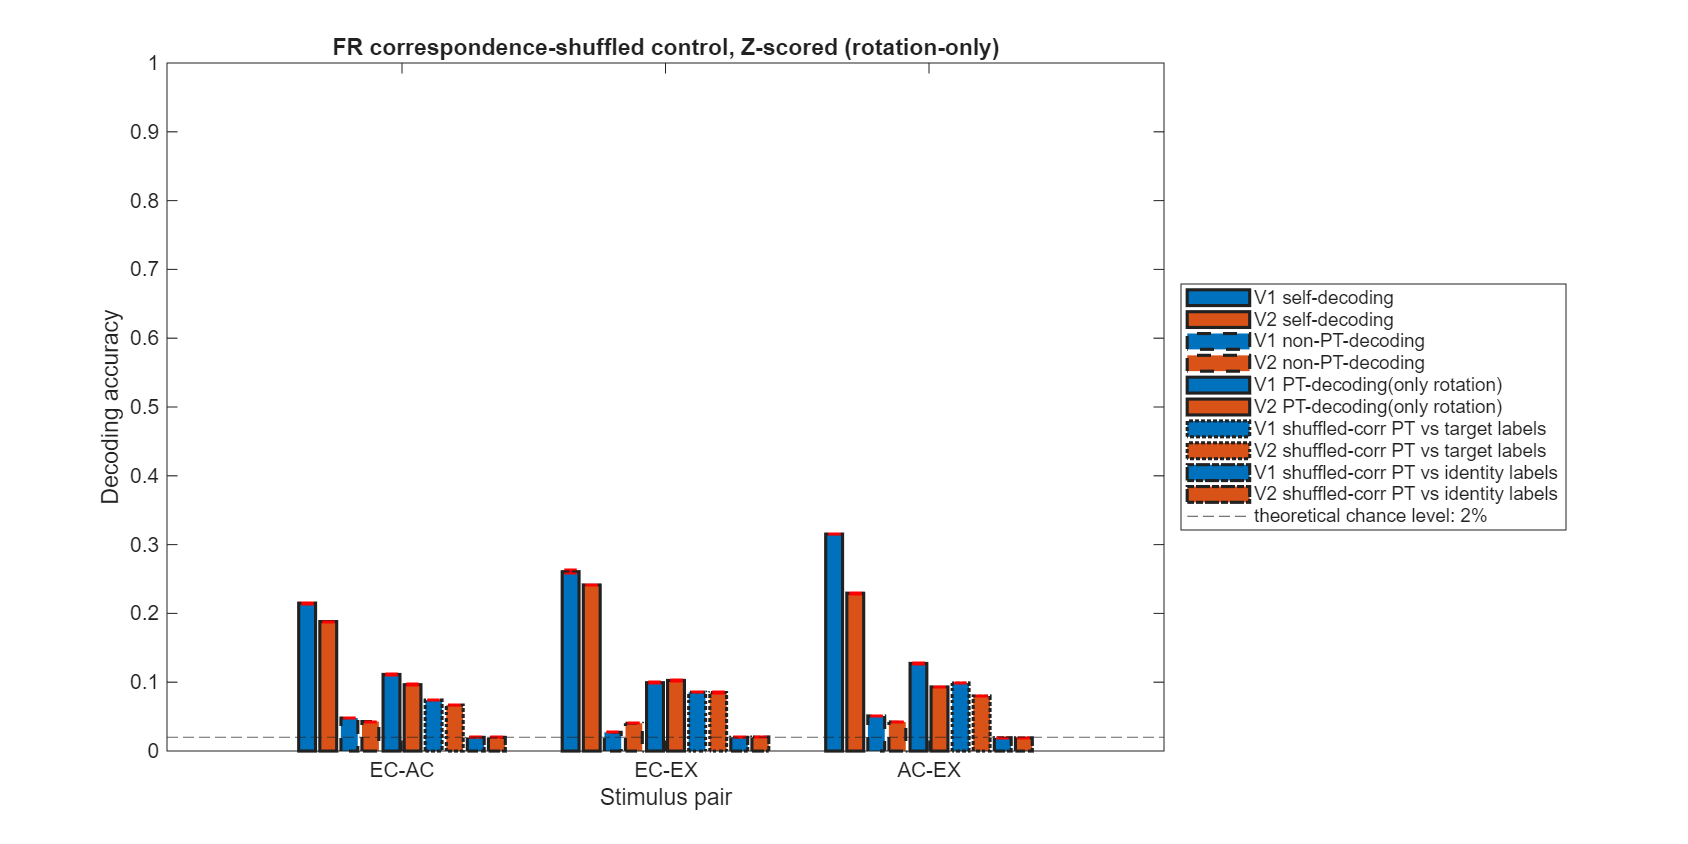 FR correspondence-shuffled control, Z-scored (rotation-only)
1
0.9
0.8
0.7
0.6
0.5
0.4
0.3
0.2
0.1
0
Decoding accuracy
EC-AC
EC-EX
AC-EX
Stimulus pair
V1 self-decoding
V2 self-decoding
V1 non-PT-decoding
V2 non-PT-decoding
V1 PT-decoding(only rotation)
V2 PT-decoding(only rotation)
V1 shuffled-corr PT vs target labels
V2 shuffled-corr PT vs target labels
V1 shuffled-corr PT vs identity labels
V2 shuffled-corr PT vs identity labels
theoretical chance level: 2%